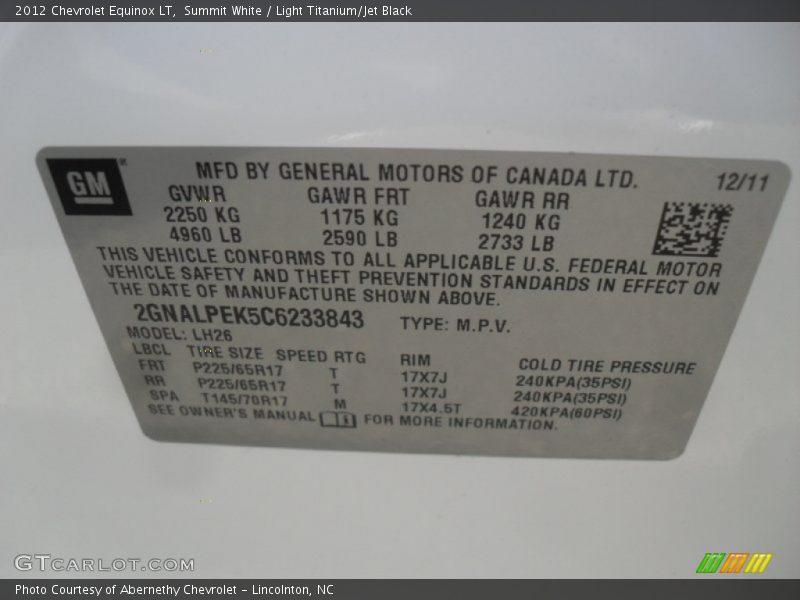 2012 Chevrolet Equinox LT, Summit White / Light Titanium/Jet Black
GM
MFD BY GENERAL MOTORS OF CANADA LTD. 12/11
GVWR GAWR FRT GAWR RR
2250 KG 1175 KG 1240 KG
4960 LB 2590 LB 2733 LB
THIS VEHICLE CONFORMS TO ALL APPLICABLE U.S. FEDERAL MOTOR
VEHICLE SAFETY AND THEFT PREVENTION STANDARDS IN EFFECT ON
THE DATE OF MANUFACTURE SHOWN ABOVE.
2GNALPEK5C6233843 TYPE: M.P.V.
MODEL: LH26
LBCL TIRE SIZE SPEED RTG RIM COLD TIRE PRESSURE
FRT P225/65R17 T 17X7J 240KPA(35PSI)
RR P225/65R17 T 17X7J 240KPA(35PSI)
SPA T145/70R17 M 17X4.5T 420KPA(60PSI)
SEE OWNER'S MANUAL FOR MORE INFORMATION.
GTCARLOT.COM
Photo Courtesy of Abernethy Chevrolet - Lincolnton, NC